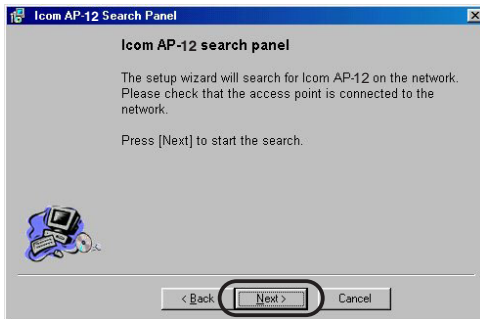 Icom AP-12 Search Panel
Icom AP-12 search panel
The setup wizard will search for Icom AP-12 on the network.
Please check that the access point is connected to the
network.
Press [Next] to start the search.
< Back Next > Cancel